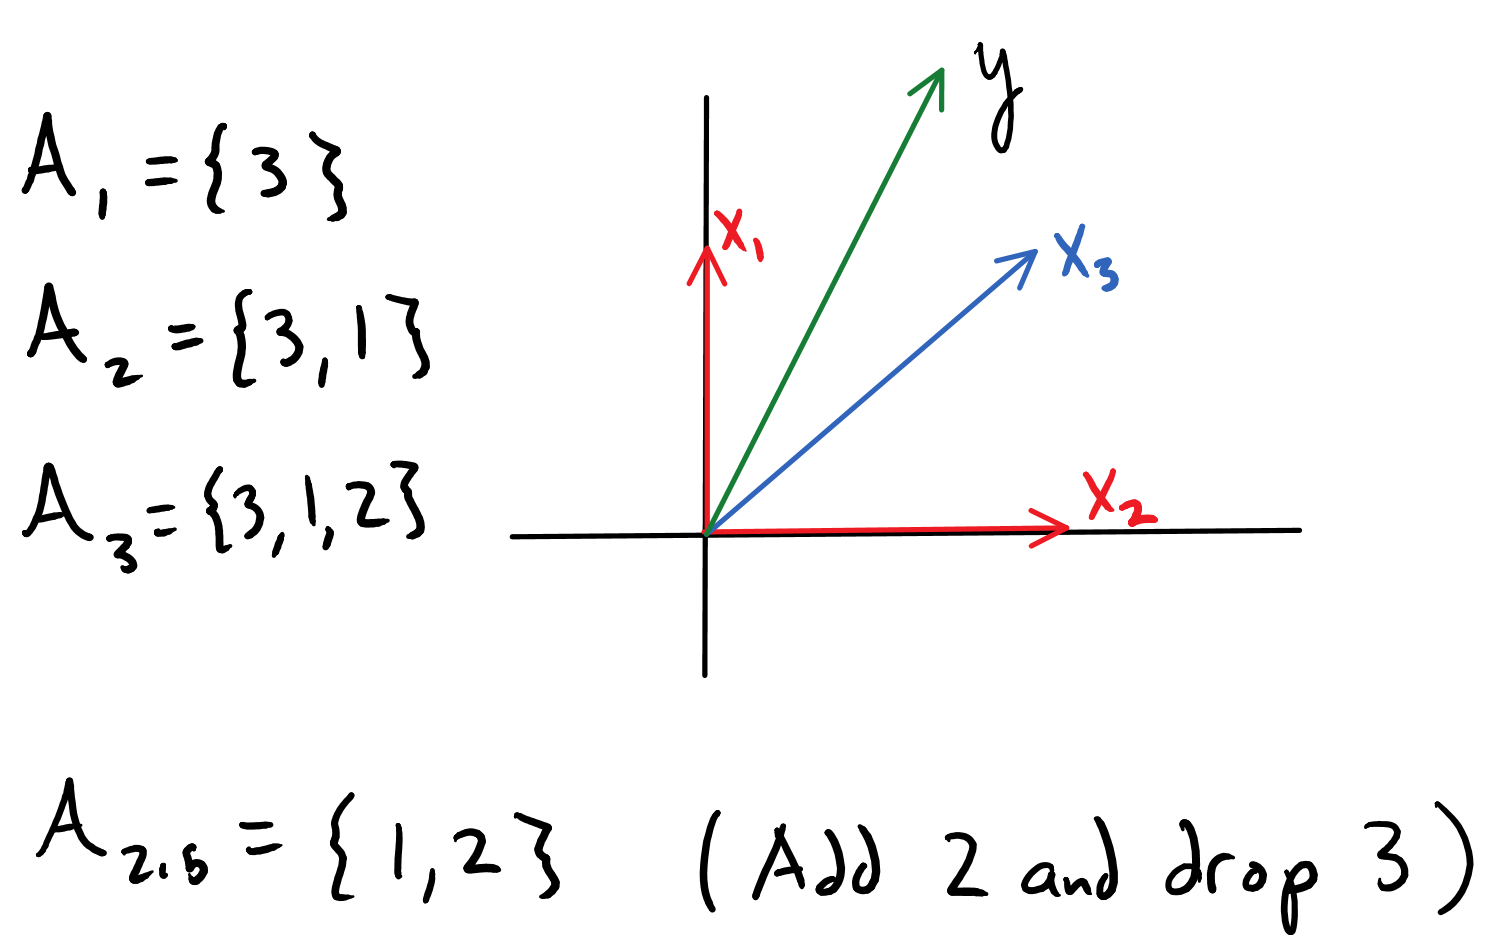 A₁ = {3}
A₂ = {3, 1}
A₃ = {3, 1, 2}
y
x₁
x₃
x₂
A₂.₅ = {1, 2} (Add 2 and drop 3)